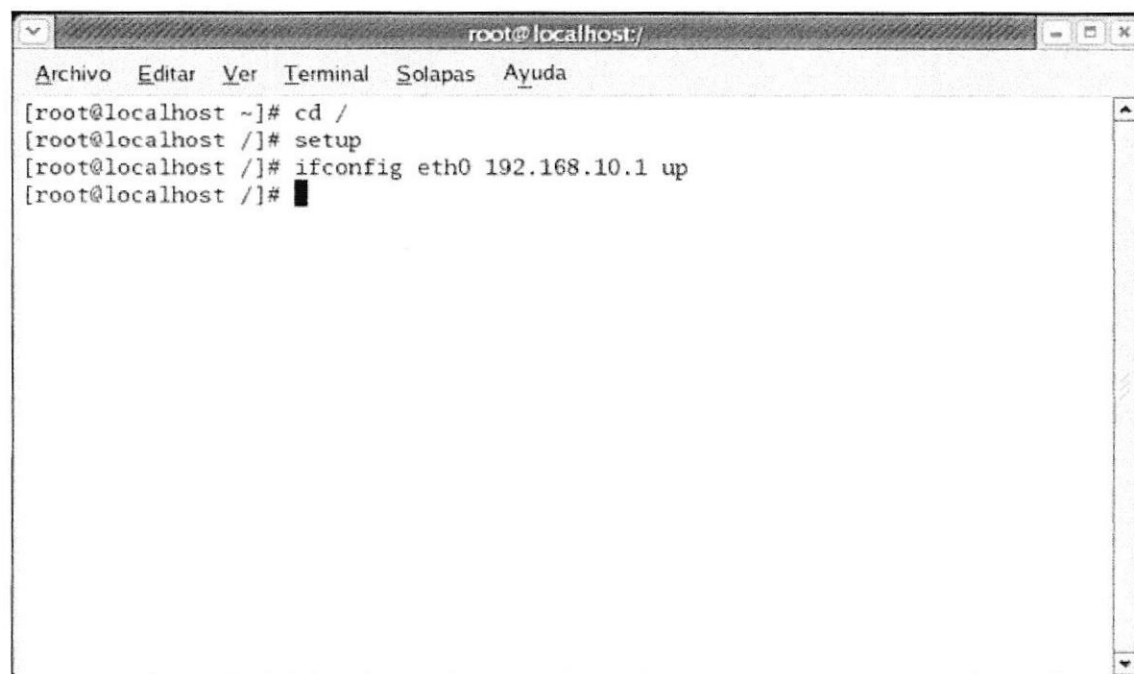 root@localhost:/
Archivo Editar Ver Terminal Solapas Ayuda
[root@localhost ~]# cd /
[root@localhost /]# setup
[root@localhost /]# ifconfig eth0 192.168.10.1 up
[root@localhost /]#